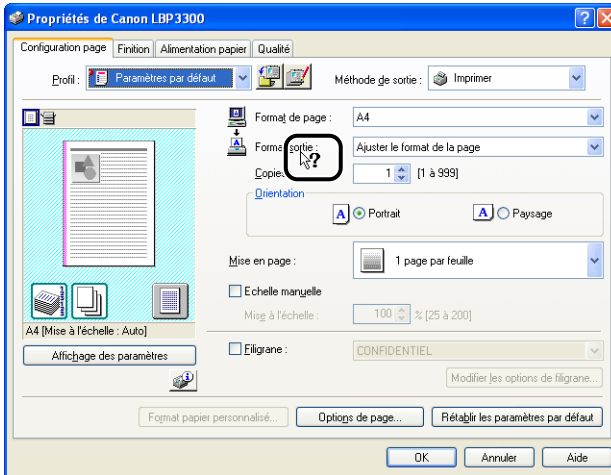 Propriétés de Canon LBP3300
Configuration page Finition Alimentation papier Qualité
Profil : Paramètres par défaut Méthode de sortie : Imprimer
Format de page : A4
sortie : Ajuster le format de la page
1 [1 à 999]
Orientation
A Portrait A Paysage
Mise en page : 1 page par feuille
Echelle manuelle
Mise à l'échelle : 100 % [25 à 200]
A4 [Mise à l'échelle : Auto]
Affichage des paramètres
Filigrane : CONFIDENTIEL
Modifier les options de filigrane...
Format papier personnalisé... Options de page... Rétablir les paramètres par défaut
OK Annuler Aide